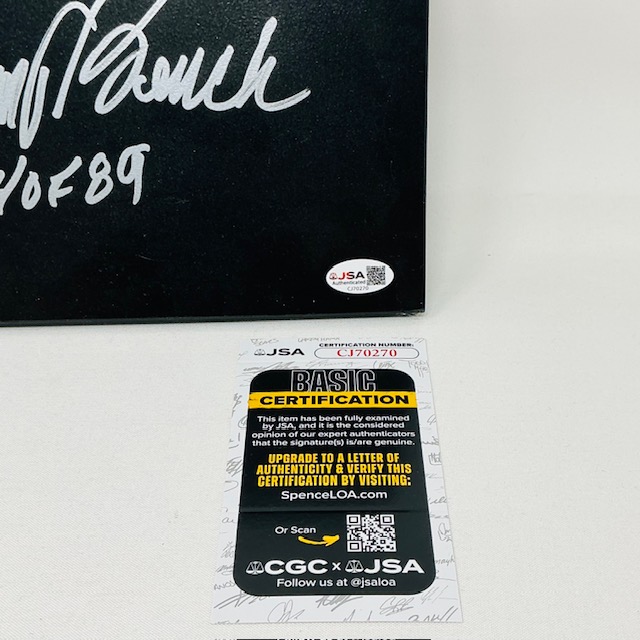 Bench
HOF 89
JSA
Authenticated
CJ70270
JSA
CERTIFICATION NUMBER:
CJ70270
BASIC
CERTIFICATION
This item has been fully examined
by JSA, and it is the considered
opinion of our expert authenticators
that the signature(s) is/are genuine.
UPGRADE TO A LETTER OF
AUTHENTICITY & VERIFY THIS
CERTIFICATION BY VISITING:
SpenceLOA.com
Or Scan
CGC x JSA
Follow us at @jsaloa